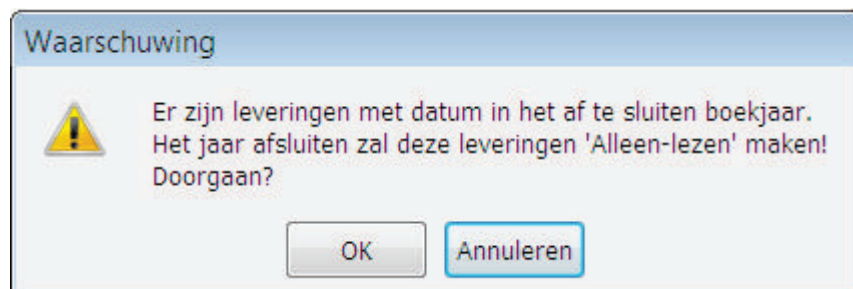 Waarschuwing
Er zijn leveringen met datum in het af te sluiten boekjaar.
Het jaar afsluiten zal deze leveringen 'Alleen-lezen' maken!
Doorgaan?
OK Annuleren